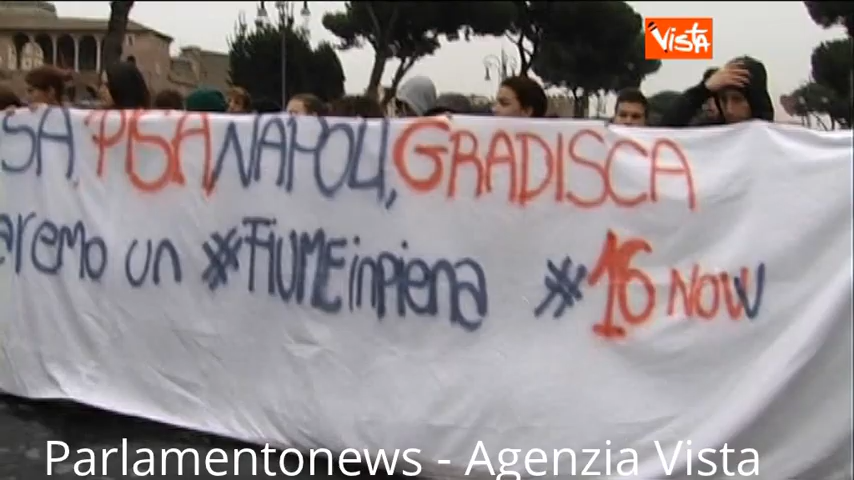 VISTA
SA, PISA NAPOLI, GRADISCA
aremo un #FIUMEinpiena #16 NOW
Parlamentonews - Agenzia Vista